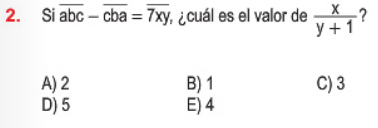 2. Si abc – cba = 7xy, ¿cuál es el valor de x / y + 1 ?
A) 2 B) 1 C) 3
D) 5 E) 4